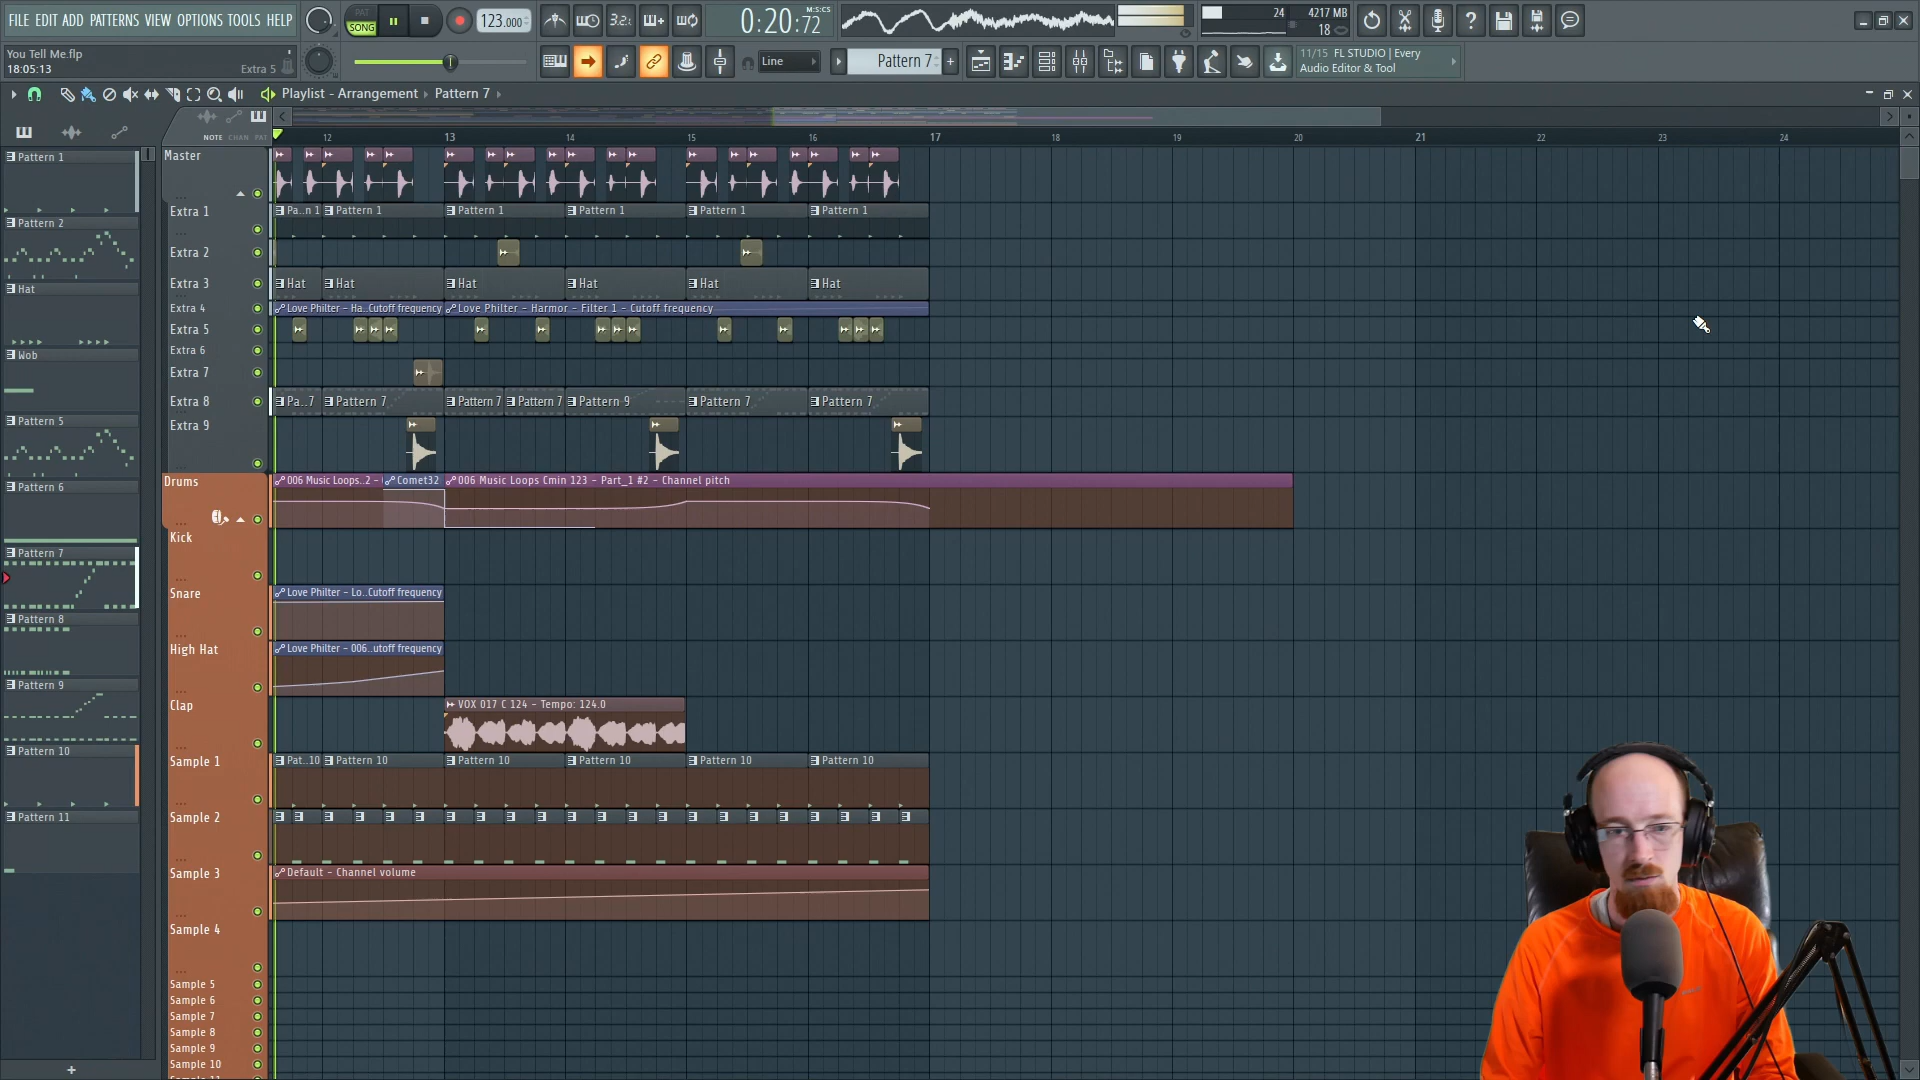 FILE EDIT ADD PATTERNS VIEW OPTIONS TOOLS HELP
PAT
SONG
123.000
3.2.
0:20:72
M:S:CS
24
4217 MB
18
You Tell Me.flp
18:05:13
Extra 5
Line
Pattern 7
+
11/15 FL STUDIO | Every
Audio Editor & Tool
Playlist - Arrangement › Pattern 7 ›
NOTE CHAN PAT
12 13 14 15 16 17 18 19 20 21 22 23 24
Pattern 1
Pattern 2
Hat
Wob
Pattern 5
Pattern 6
Pattern 7
Pattern 8
Pattern 9
Pattern 10
Pattern 11
+
Master
Extra 1
Pa..n 1 Pattern 1 Pattern 1 Pattern 1 Pattern 1 Pattern 1
Extra 2
Extra 3
Hat Hat Hat Hat Hat Hat
Extra 4
Love Philter - Ha..Cutoff frequency Love Philter - Harmor - Filter 1 - Cutoff frequency
Extra 5
Extra 6
Extra 7
Extra 8
Pa..7 Pattern 7 Pattern 7 Pattern 7 Pattern 9 Pattern 7 Pattern 7
Extra 9
Drums
006 Music Loops..2 - Comet32 006 Music Loops Cmin 123 - Part_1 #2 - Channel pitch
Kick
Snare
Love Philter - Lo..Cutoff frequency
High Hat
Love Philter - 006..utoff frequency
Clap
VOX 017 C 124 - Tempo: 124.0
Sample 1
Pat..10 Pattern 10 Pattern 10 Pattern 10 Pattern 10 Pattern 10
Sample 2
Sample 3
Default - Channel volume
Sample 4
Sample 5
Sample 6
Sample 7
Sample 8
Sample 9
Sample 10